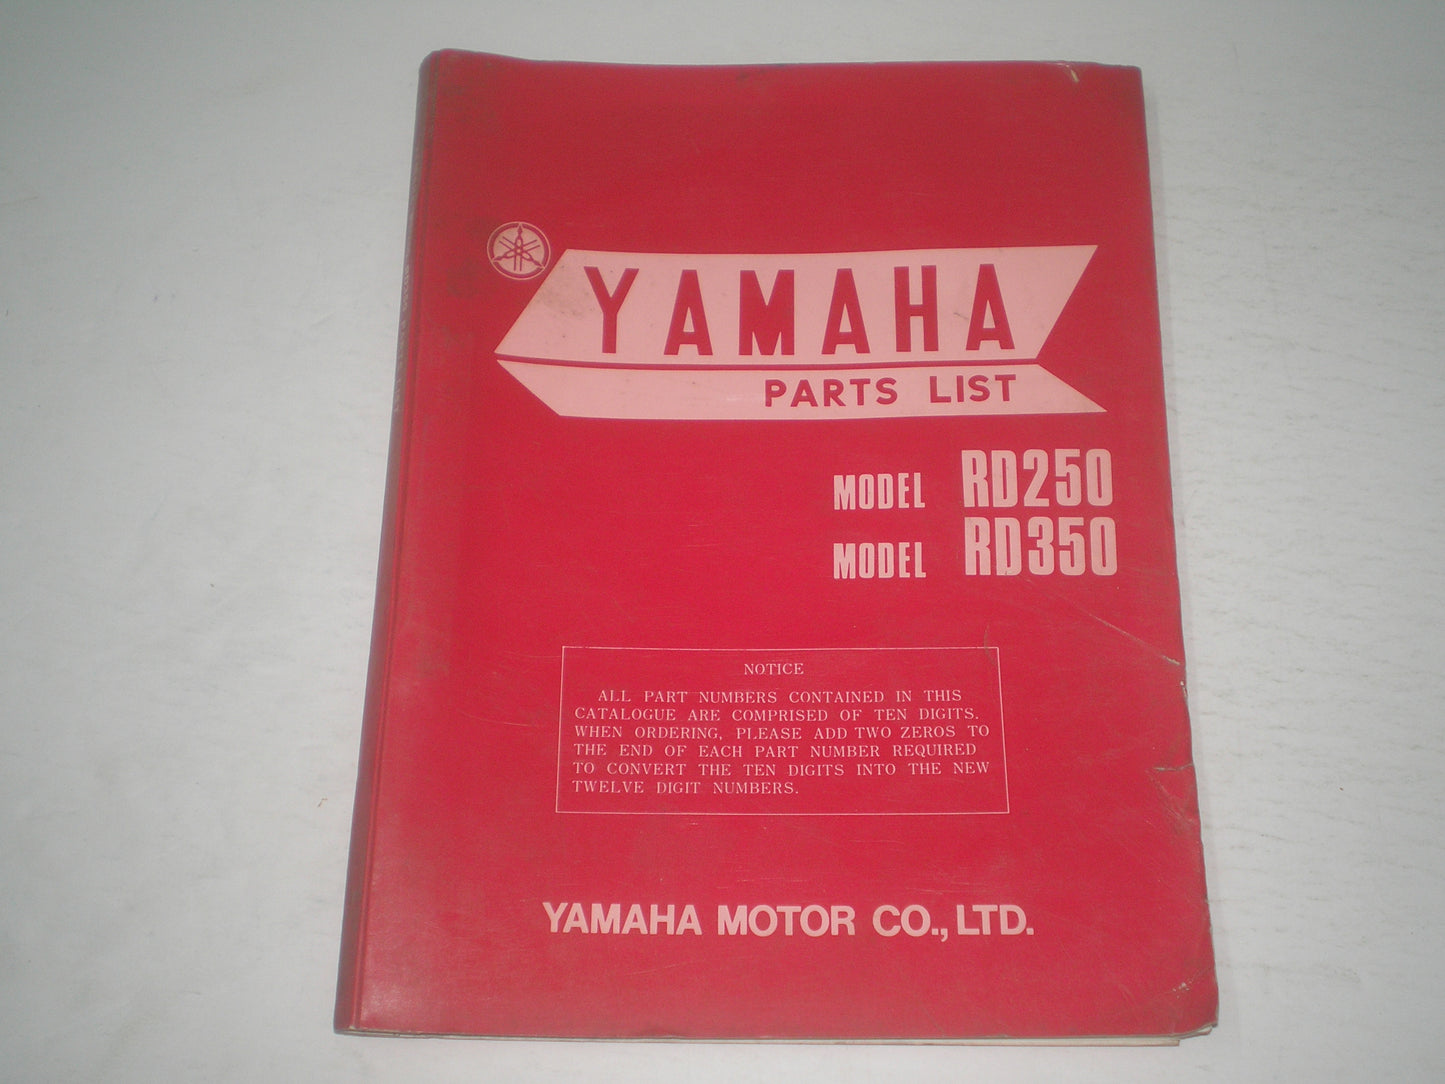 YAMAHA
PARTS LIST
MODEL RD250
MODEL RD350
NOTICE
ALL PART NUMBERS CONTAINED IN THIS
CATALOGUE ARE COMPRISED OF TEN DIGITS.
WHEN ORDERING, PLEASE ADD TWO ZEROS TO
THE END OF EACH PART NUMBER REQUIRED
TO CONVERT THE TEN DIGITS INTO THE NEW
TWELVE DIGIT NUMBERS.
YAMAHA MOTOR CO., LTD.